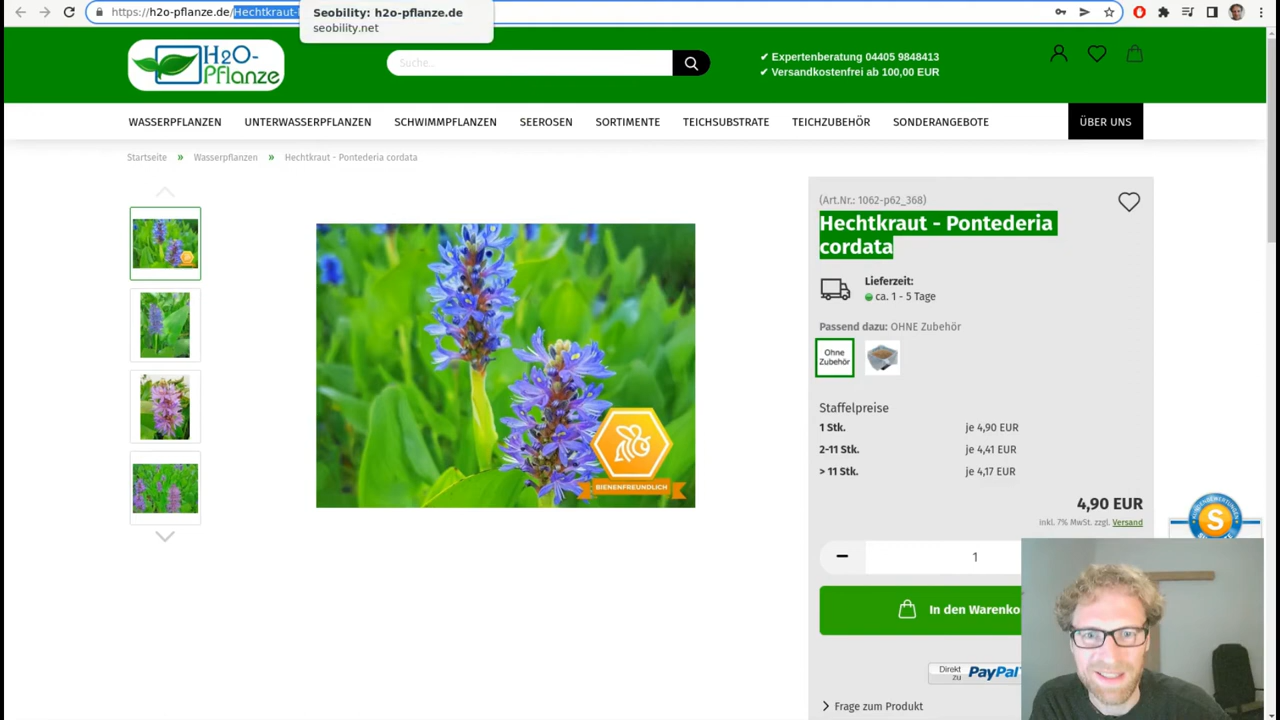 https://h2o-pflanze.de/Hechtkraut-
Seobility: h2o-pflanze.de
seobility.net
H2O-
Pflanze
Suche...
✔ Expertenberatung 04405 9848413
✔ Versandkostenfrei ab 100,00 EUR
WASSERPFLANZEN UNTERWASSERPFLANZEN SCHWIMMPFLANZEN SEEROSEN SORTIMENTE TEICHSUBSTRATE TEICHZUBEHÖR SONDERANGEBOTE ÜBER UNS
Startseite » Wasserpflanzen » Hechtkraut - Pontederia cordata
(Art.Nr.: 1062-p62_368)
Hechtkraut - Pontederia
cordata
Lieferzeit:
ca. 1 - 5 Tage
Passend dazu: OHNE Zubehör
Ohne
Zubehör
Staffelpreise
1 Stk. je 4,90 EUR
2-11 Stk. je 4,41 EUR
> 11 Stk. je 4,17 EUR
BIENENFREUNDLICH
4,90 EUR
inkl. 7% MwSt. zzgl. Versand
S
1
In den Warenko
Direkt
zu PayPal
Frage zum Produkt